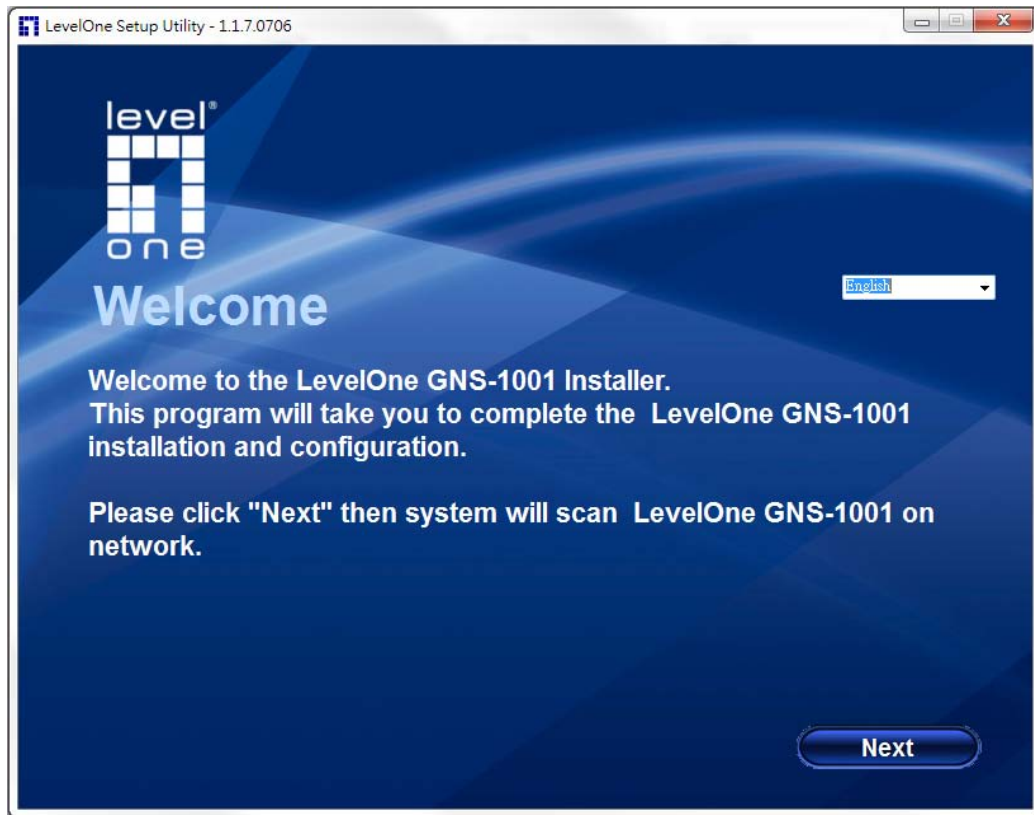 LevelOne Setup Utility - 1.1.7.0706
level®
one
Welcome
English
Welcome to the LevelOne GNS-1001 Installer.
This program will take you to complete the LevelOne GNS-1001
installation and configuration.
Please click "Next" then system will scan LevelOne GNS-1001 on
network.
Next